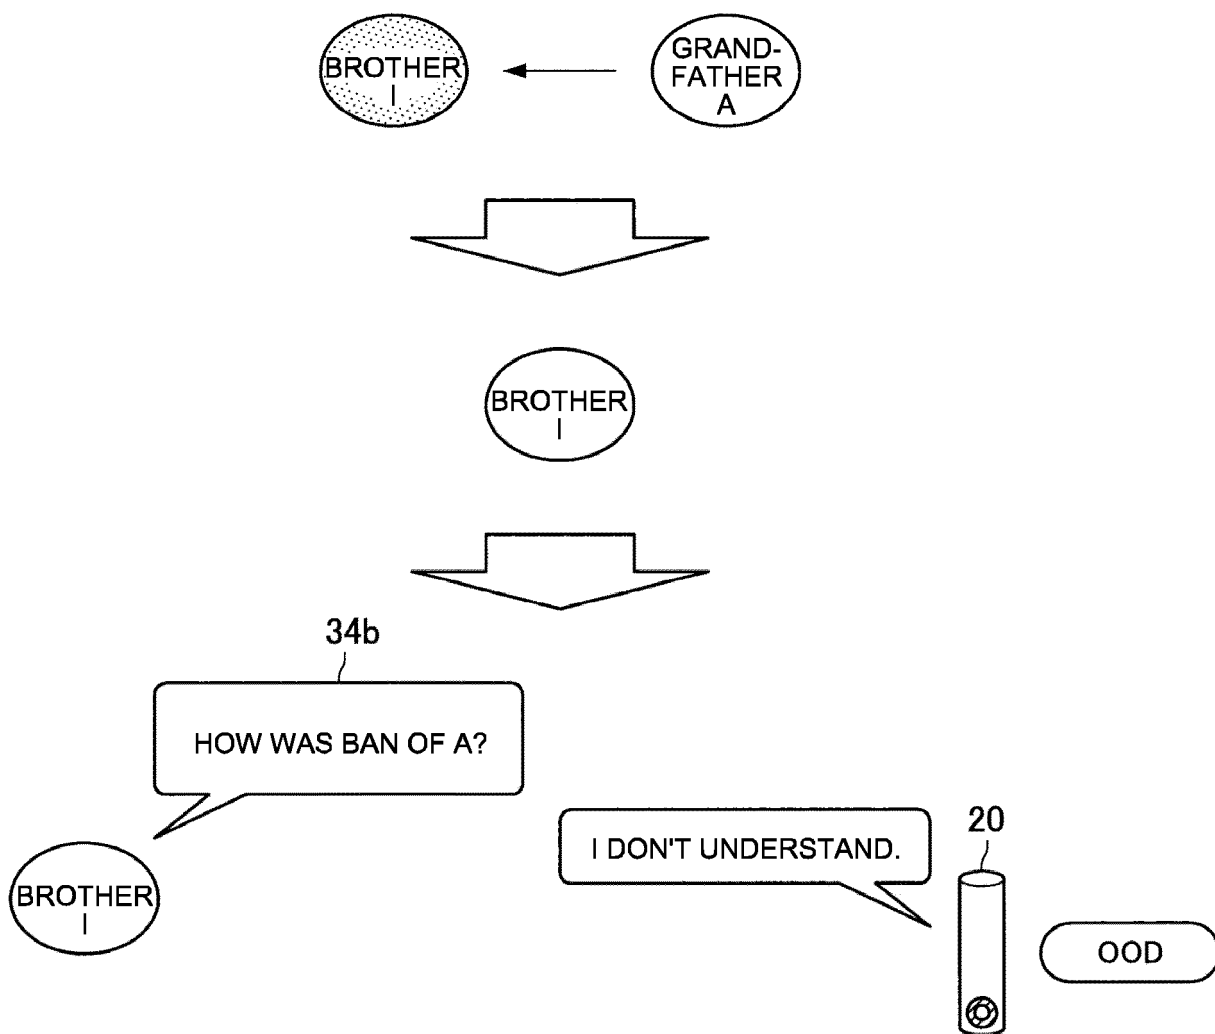 BROTHER
I
GRAND-
FATHER
A
BROTHER
I
34b
HOW WAS BAN OF A?
BROTHER
I
I DON'T UNDERSTAND.
20
OOD